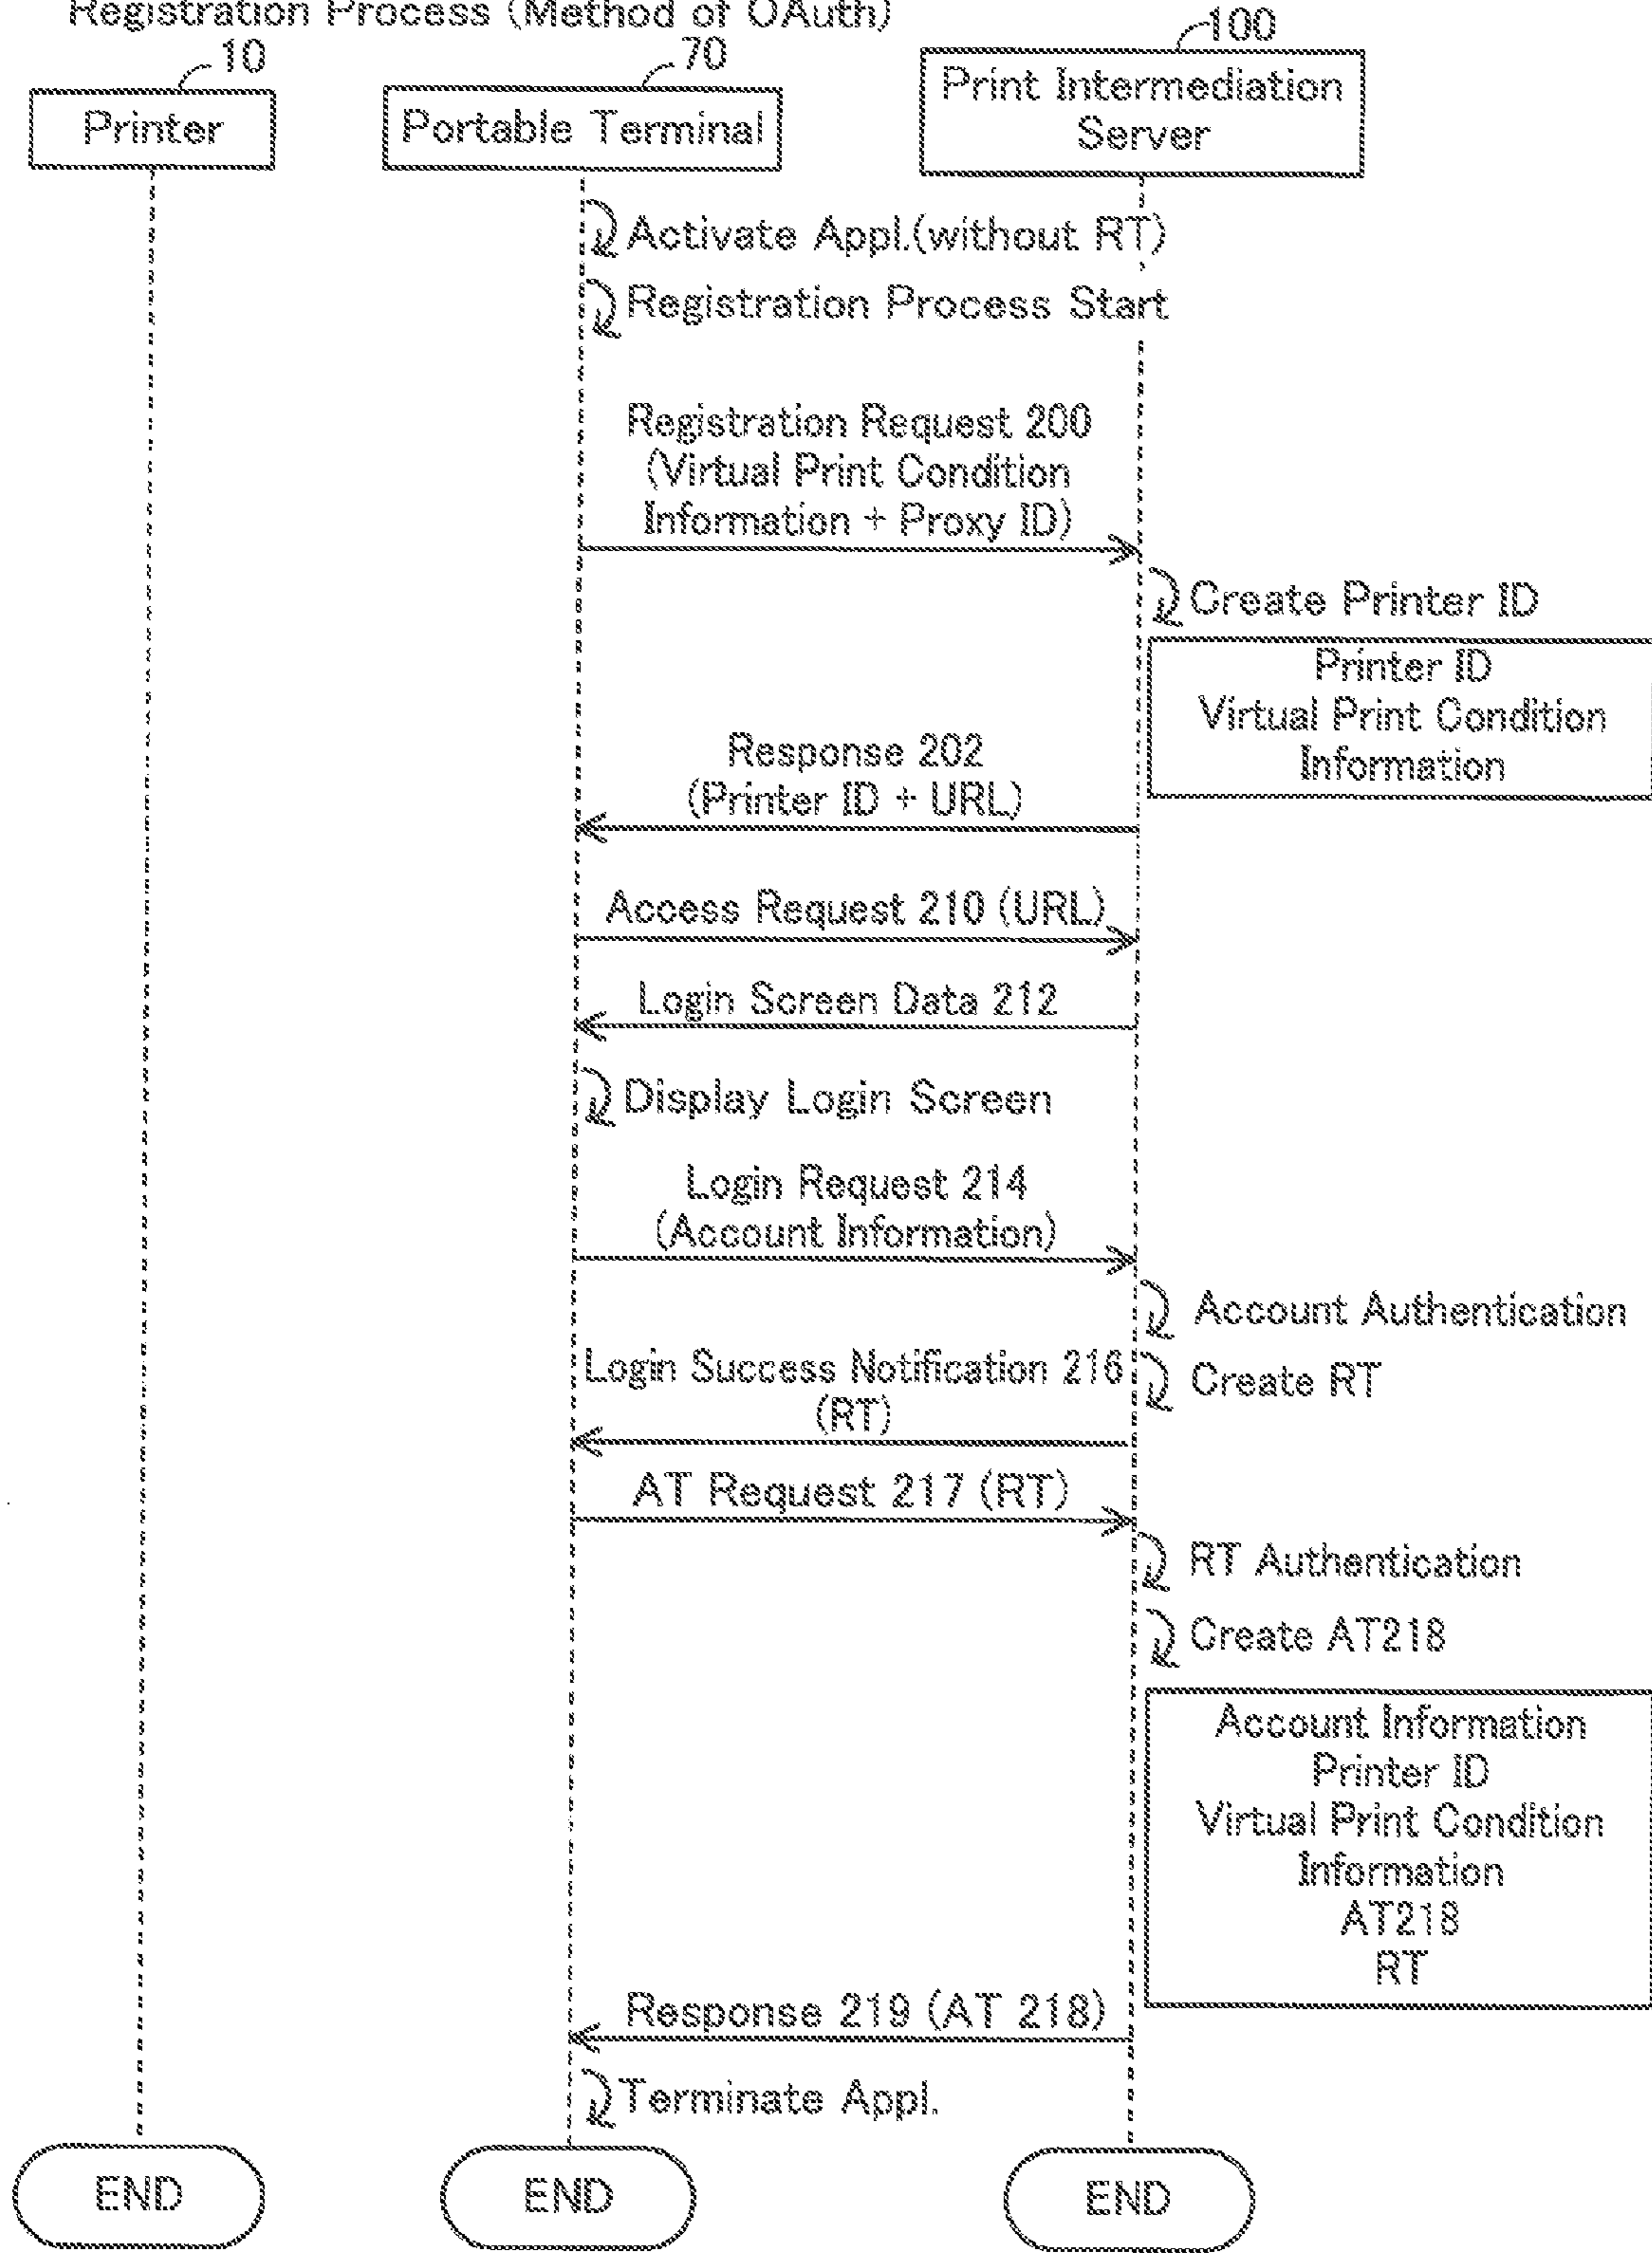 Registration Process (Method of OAuth)
10
70
100
Printer
Portable Terminal
Print Intermediation
Server
Activate Appl.(without RT)
Registration Process Start
Registration Request 200
(Virtual Print Condition
Information + Proxy ID)
Create Printer ID
Printer ID
Virtual Print Condition
Information
Response 202
(Printer ID + URL)
Access Request 210 (URL)
Login Screen Data 212
Display Login Screen
Login Request 214
(Account Information)
Account Authentication
Create RT
Login Success Notification 216
(RT)
AT Request 217 (RT)
RT Authentication
Create AT218
Account Information
Printer ID
Virtual Print Condition
Information
AT218
RT
Response 219 (AT 218)
Terminate Appl.
END
END
END